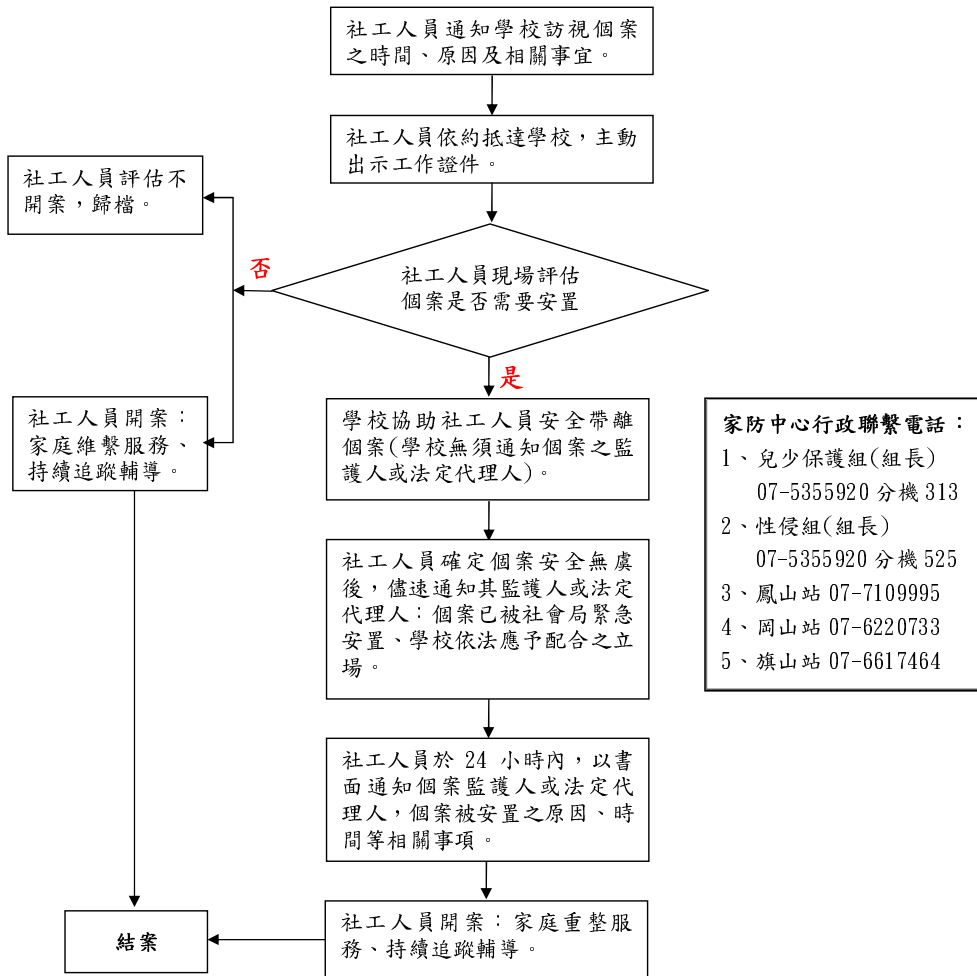 社工人員通知學校訪視個案
之時間、原因及相關事宜。
社工人員依約抵達學校，主動
出示工作證件。
社工人員評估不
開案，歸檔。
否
社工人員現場評估
個案是否需要安置
是
社工人員開案：
家庭維繫服務、
持續追蹤輔導。
學校協助社工人員安全帶離
個案(學校無須通知個案之監
護人或法定代理人)。
社工人員確定個案安全無虞
後，儘速通知其監護人或法定
代理人：個案已被社會局緊急
安置、學校依法應予配合之立
場。
社工人員於 24 小時內，以書
面通知個案監護人或法定代
理人，個案被安置之原因、時
間等相關事項。
社工人員開案：家庭重整服
務、持續追蹤輔導。
結案
家防中心行政聯繫電話：
1、兒少保護組(組長)
07-5355920 分機 313
2、性侵組(組長)
07-5355920 分機 525
3、鳳山站 07-7109995
4、岡山站 07-6220733
5、旗山站 07-6617464